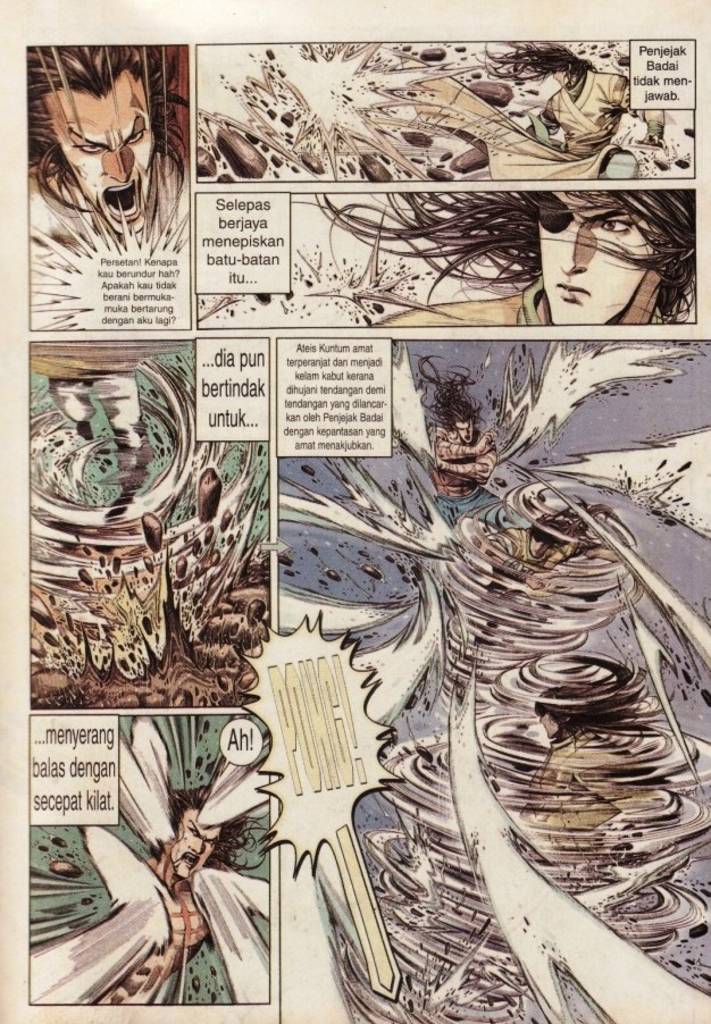 Persetan! Kenapa
kau berundur hah?
Apakah kau tidak
berani bermuka-
muka bertarung
dengan aku lagi?
Penjejak
Badai
tidak men-
jawab.
Selepas
berjaya
menepiskan
batu-batan
itu...
...dia pun
bertindak
untuk...
Ateis Kuntum amat
terperanjat dan menjadi
kelam kabut kerana
dihujani tendangan demi
tendangan yang dilancar-
kan oleh Penjejak Badai
dengan kepantasan yang
amat menakjubkan.
...menyerang
balas dengan
secepat kilat.
Ah!